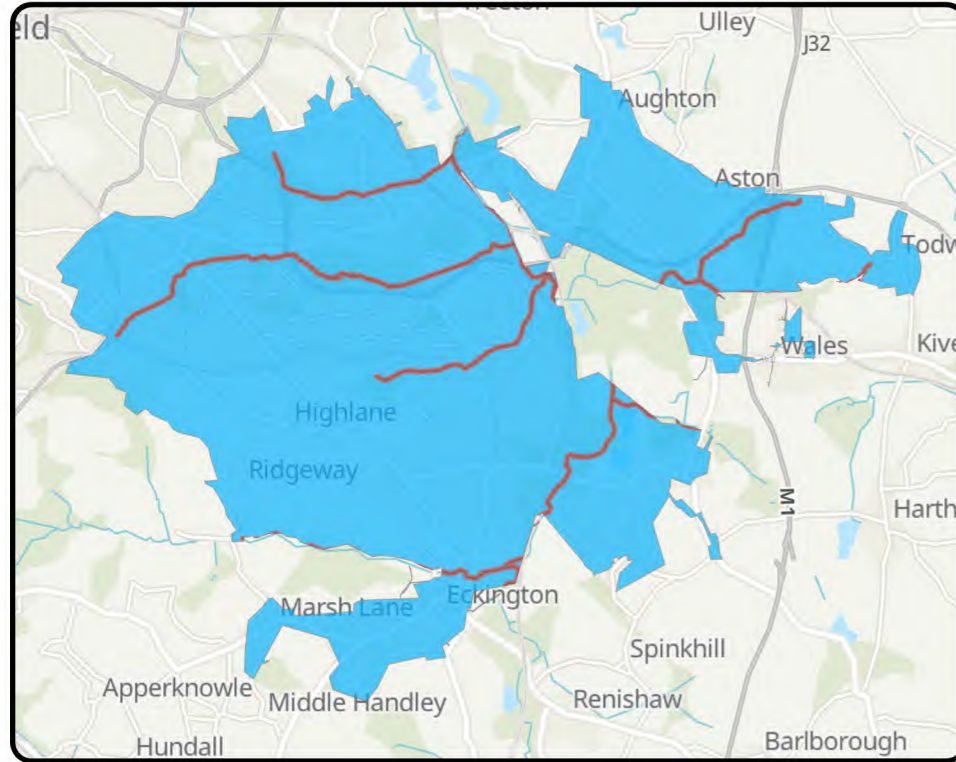 eld
Ulley
J32
Aughton
Aston
Todw
Wales
Kive
Highlane
Ridgeway
M1
Harth
Marsh Lane
Eckington
Spinkhill
Apperknowle
Middle Handley
Renishaw
Hundall
Barlborough